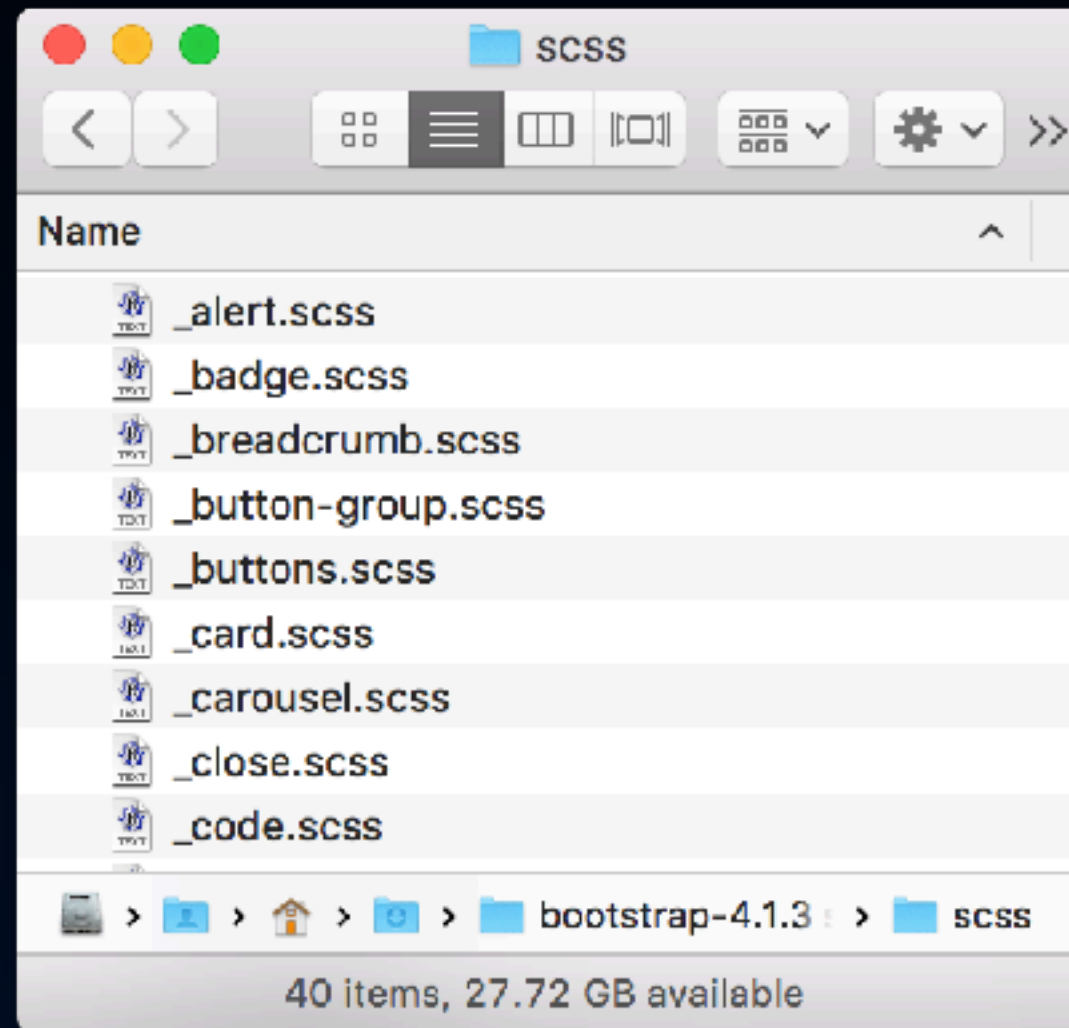 scss
Name
_alert.scss
_badge.scss
_breadcrumb.scss
_button-group.scss
_buttons.scss
_card.scss
_carousel.scss
_close.scss
_code.scss
bootstrap-4.1.3 scss
40 items, 27.72 GB available